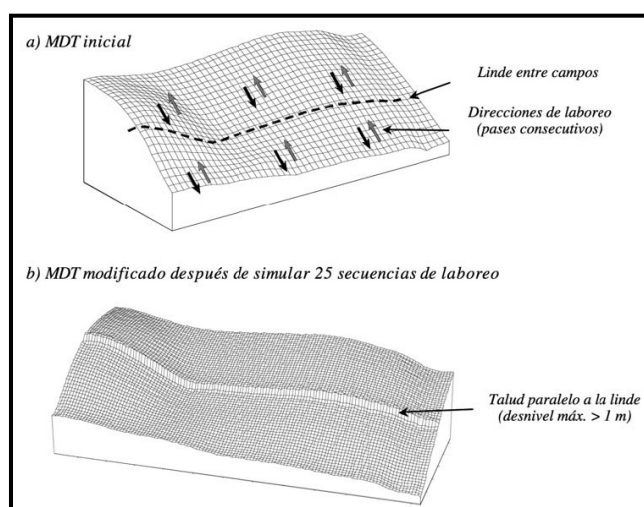 a) MDT inicial
Linde entre campos
Direcciones de laboreo
(pases consecutivos)
b) MDT modificado después de simular 25 secuencias de laboreo
Talud paralelo a la linde
(desnivel máx. > 1 m)